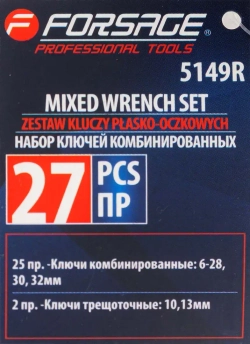 FORSAGE®
PROFESSIONAL TOOLS
5149R
MIXED WRENCH SET
ZESTAW KLUCZY PŁASKO-OCZKOWYCH
НАБОР КЛЮЧЕЙ КОМБИНИРОВАННЫХ
27 PCS
ПР
25 пр. -Ключи комбинированные: 6-28,
30, 32мм
2 пр. -Ключи трещоточные: 10,13мм